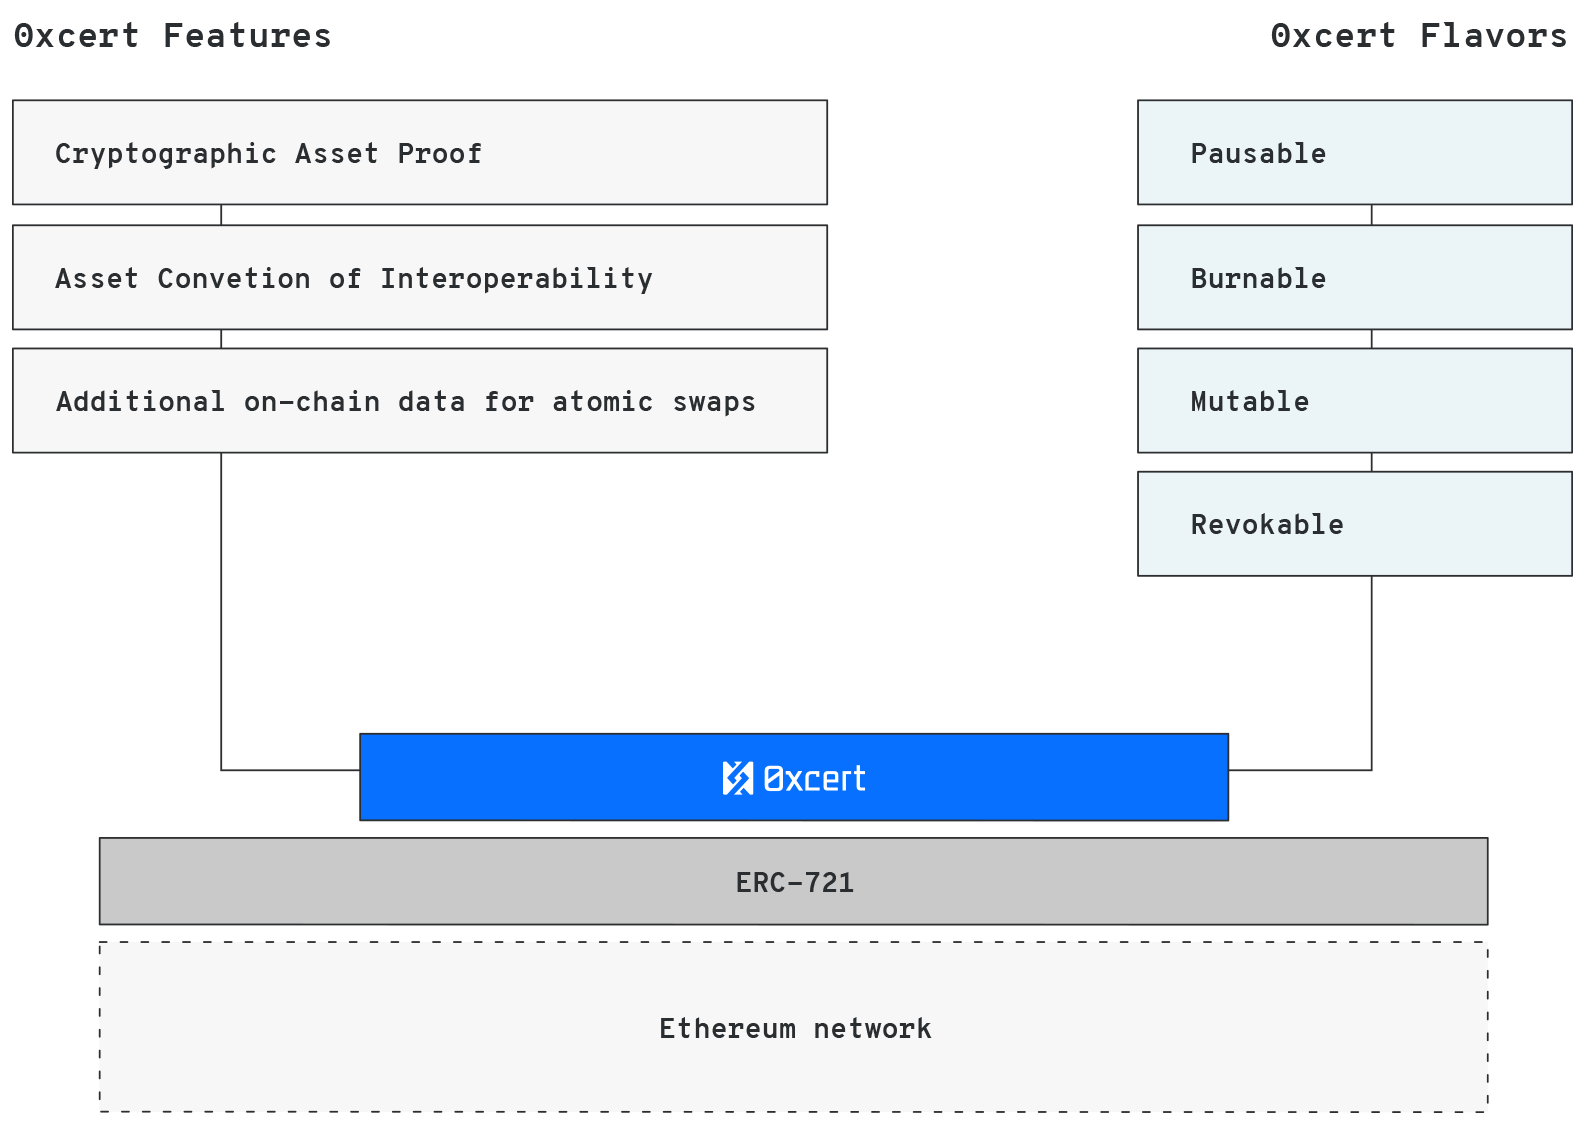 0xcert Features
0xcert Flavors
Cryptographic Asset Proof
Asset Convetion of Interoperability
Additional on-chain data for atomic swaps
Pausable
Burnable
Mutable
Revokable
0xcert
ERC-721
Ethereum network